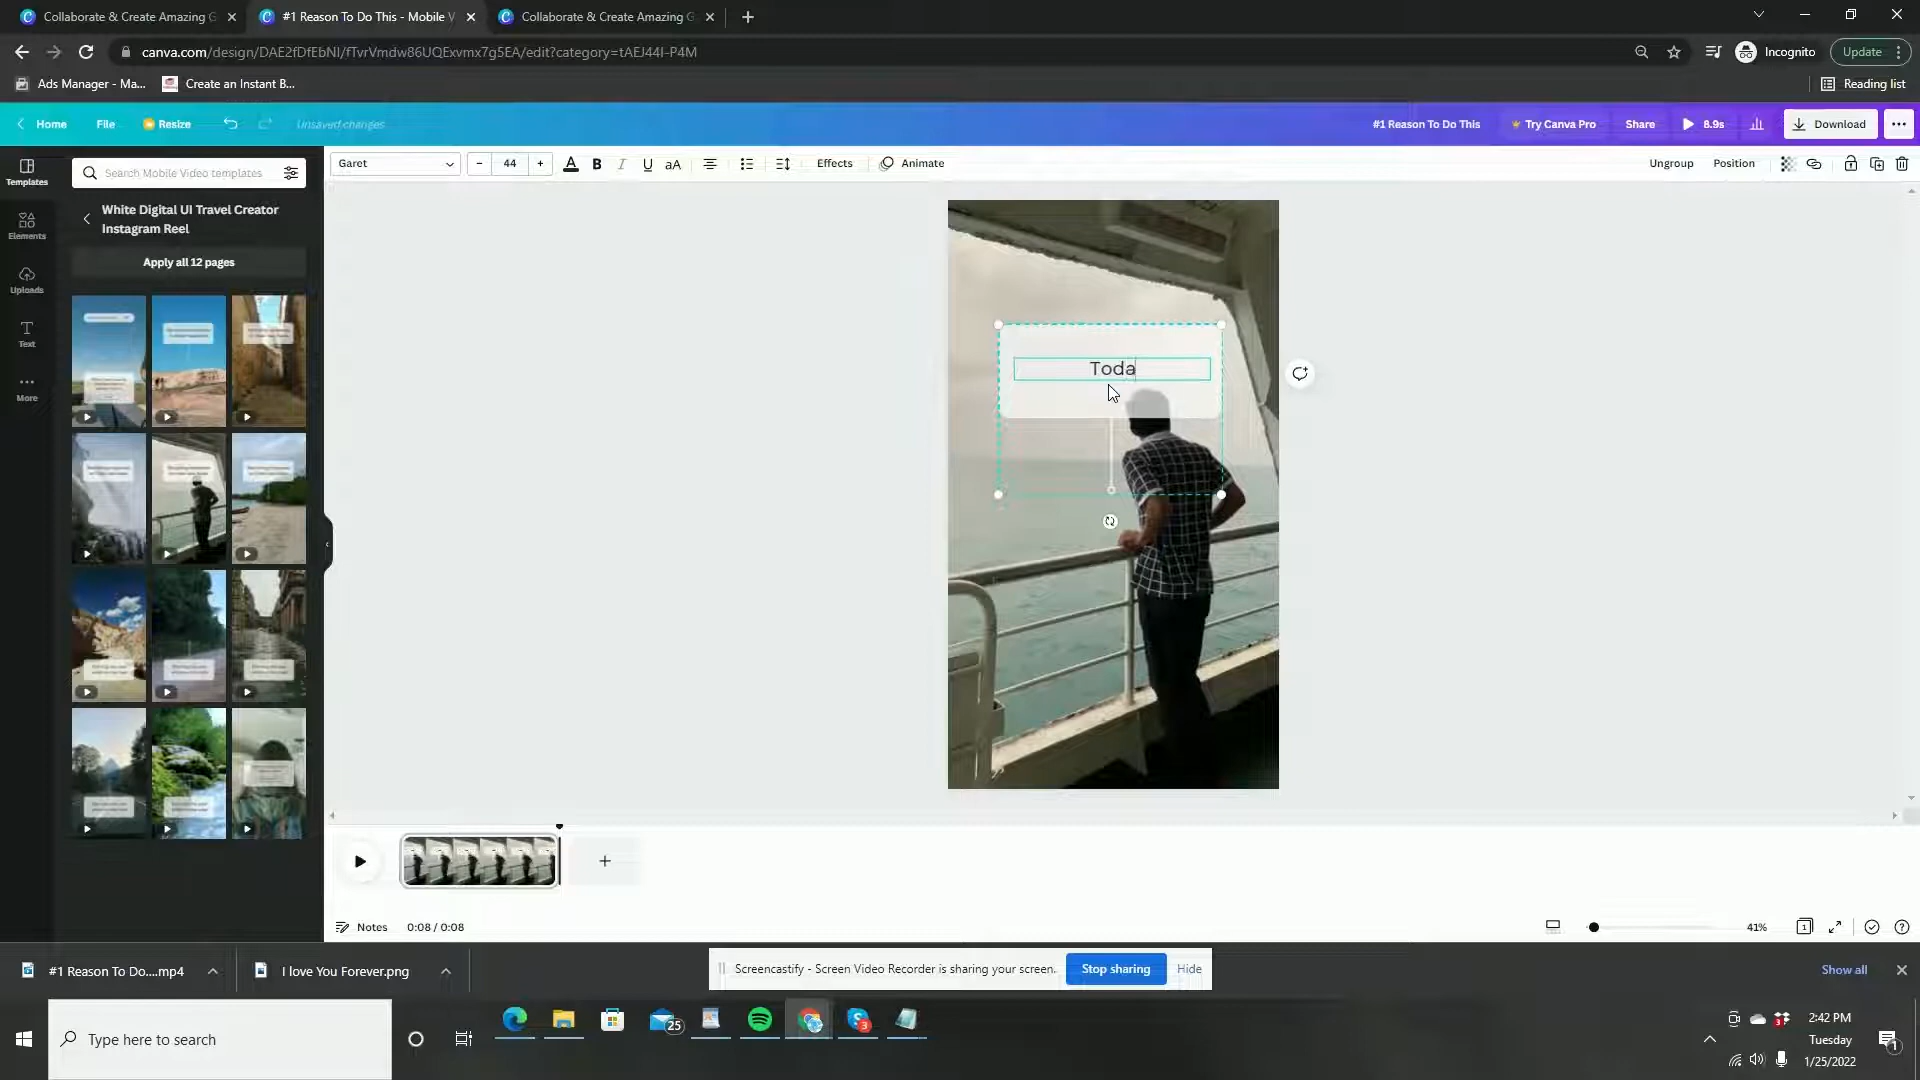 Collaborate & Create Amazing G
#1 Reason To Do This - Mobile V
Collaborate & Create Amazing G
canva.com/design/DAE2fDfEbNI/fTvrVmdw86UQExvmx7g5EA/edit?category=tAEJ44I-P4M
Incognito
Update
Ads Manager - Ma...
Create an Instant B...
Reading list
Home
File
Resize
Unsaved changes
#1 Reason To Do This
Try Canva Pro
Share
8.9s
Download
Templates
Search Mobile Video templates
Garet
- 44 +
A B I U aA
Effects
Animate
Ungroup
Position
White Digital UI Travel Creator
Instagram Reel
Elements
Apply all 12 pages
Uploads
Text
More
Toda
Notes
0:08 / 0:08
41%
1
#1 Reason To Do....mp4
I love You Forever.png
Screencastify - Screen Video Recorder is sharing your screen.
Stop sharing
Hide
Show all
Type here to search
25
3
2:42 PM
Tuesday
1/25/2022
1